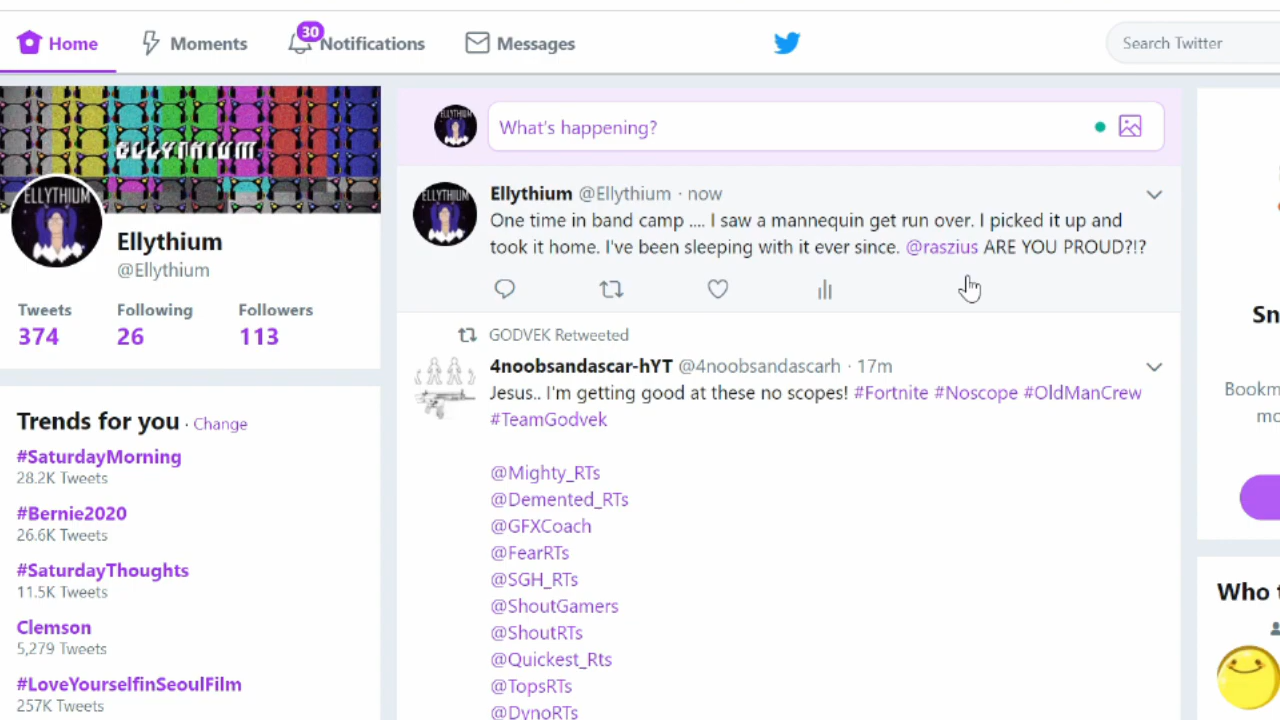 Home
Moments
30
Notifications
Messages
Search Twitter
ELLYTHIUM
ELLYTHIUM
Ellythium
@Ellythium
Tweets Following Followers
374 26 113
Trends for you · Change
#SaturdayMorning
28.2K Tweets
#Bernie2020
26.6K Tweets
#SaturdayThoughts
11.5K Tweets
Clemson
5,279 Tweets
#LoveYourselfinSeoulFilm
257K Tweets
ELLYTHIUM
What's happening?
ELLYTHIUM
Ellythium @Ellythium · now
One time in band camp .... I saw a mannequin get run over. I picked it up and
took it home. I've been sleeping with it ever since. @raszius ARE YOU PROUD?!?
GODVEK Retweeted
4noobsandascar-hYT @4noobsandascarh · 17m
Jesus.. I'm getting good at these no scopes! #Fortnite #Noscope #OldManCrew
#TeamGodvek
@Mighty_RTs
@Demented_RTs
@GFXCoach
@FearRTs
@SGH_RTs
@ShoutGamers
@ShoutRTs
@Quickest_Rts
@TopsRTs
@DynoRTs
Sn
Bookm
mo
Who t